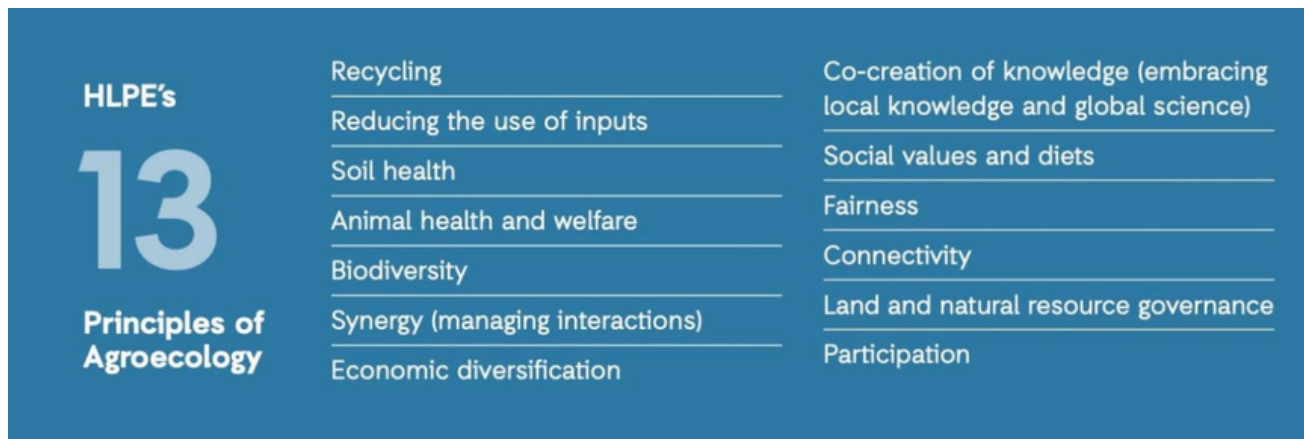 HLPE’s
13
Principles of
Agroecology
Recycling
Reducing the use of inputs
Soil health
Animal health and welfare
Biodiversity
Synergy (managing interactions)
Economic diversification
Co-creation of knowledge (embracing
local knowledge and global science)
Social values and diets
Fairness
Connectivity
Land and natural resource governance
Participation